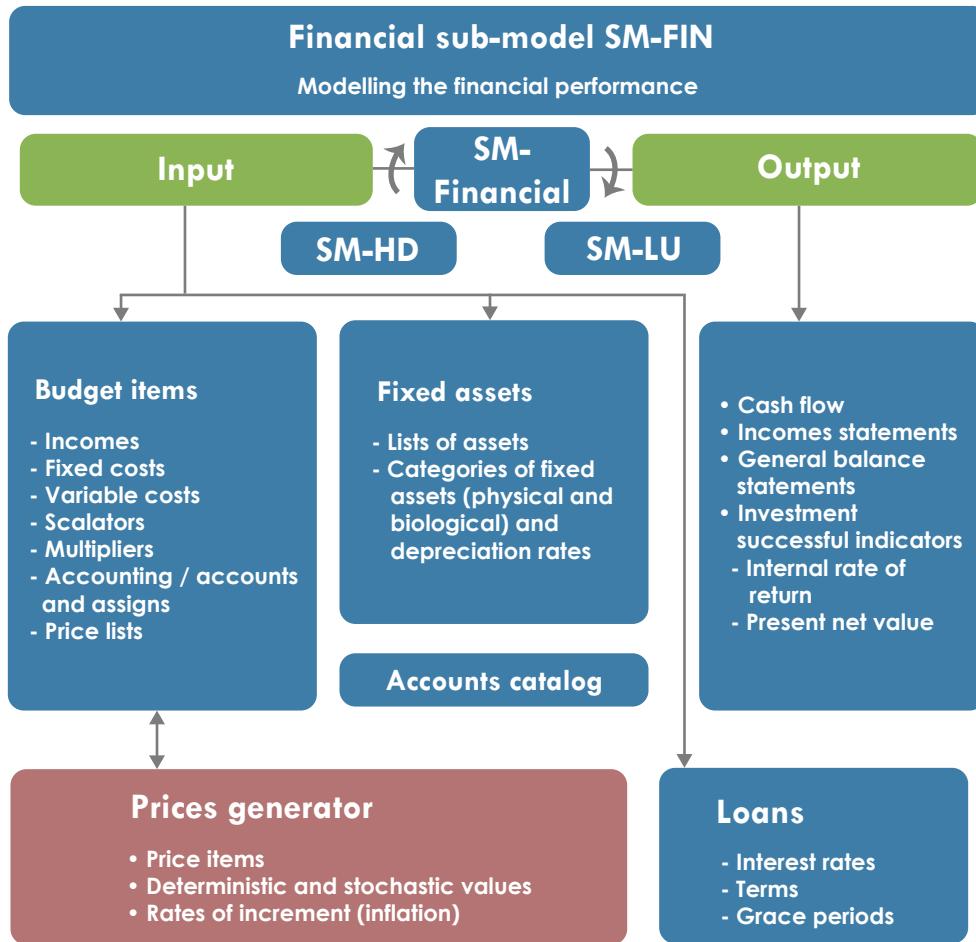 Financial sub-model SM-FIN
Modelling the financial performance
Input
SM-
Financial
Output
SM-HD
SM-LU
Budget items
- Incomes
- Fixed costs
- Variable costs
- Scalators
- Multipliers
- Accounting / accounts
and assigns
- Price lists
Fixed assets
- Lists of assets
- Categories of fixed
assets (physical and
biological) and
depreciation rates
Accounts catalog
• Cash flow
• Incomes statements
• General balance
statements
• Investment
successful indicators
- Internal rate of
return
- Present net value
Prices generator
• Price items
• Deterministic and stochastic values
• Rates of increment (inflation)
Loans
- Interest rates
- Terms
- Grace periods